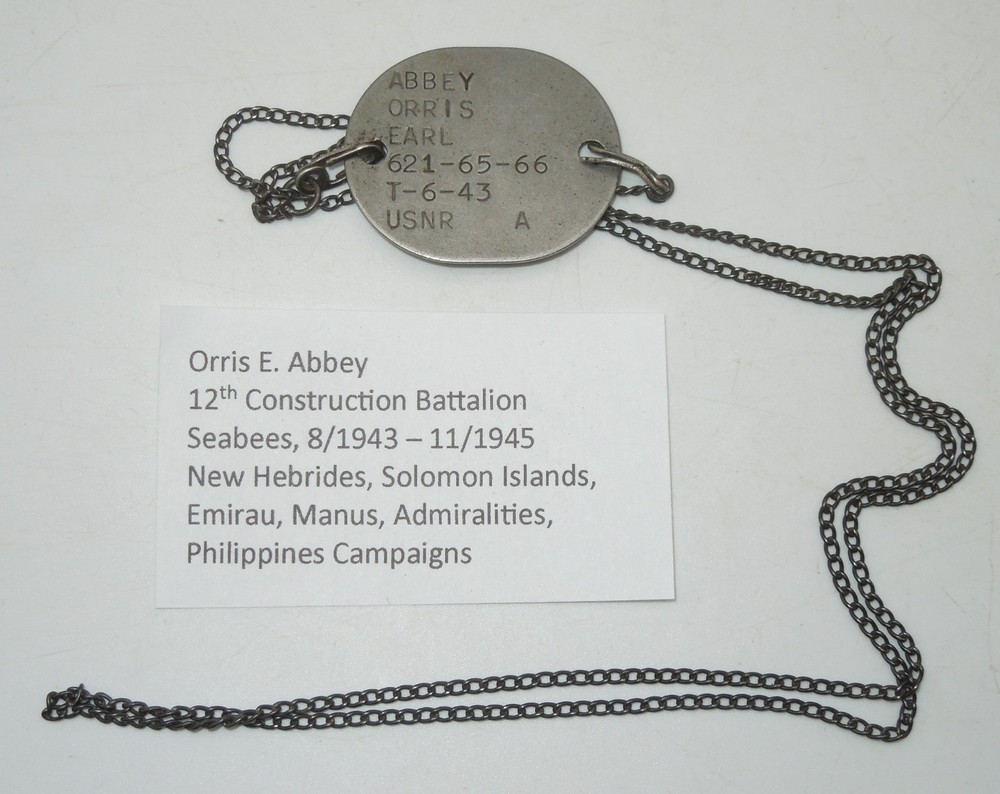 ABBEY
ORRIS
EARL
621-65-66
T-6-43
USNR A
Orris E. Abbey
12th Construction Battalion
Seabees, 8/1943 – 11/1945
New Hebrides, Solomon Islands,
Emirau, Manus, Admiralities,
Philippines Campaigns